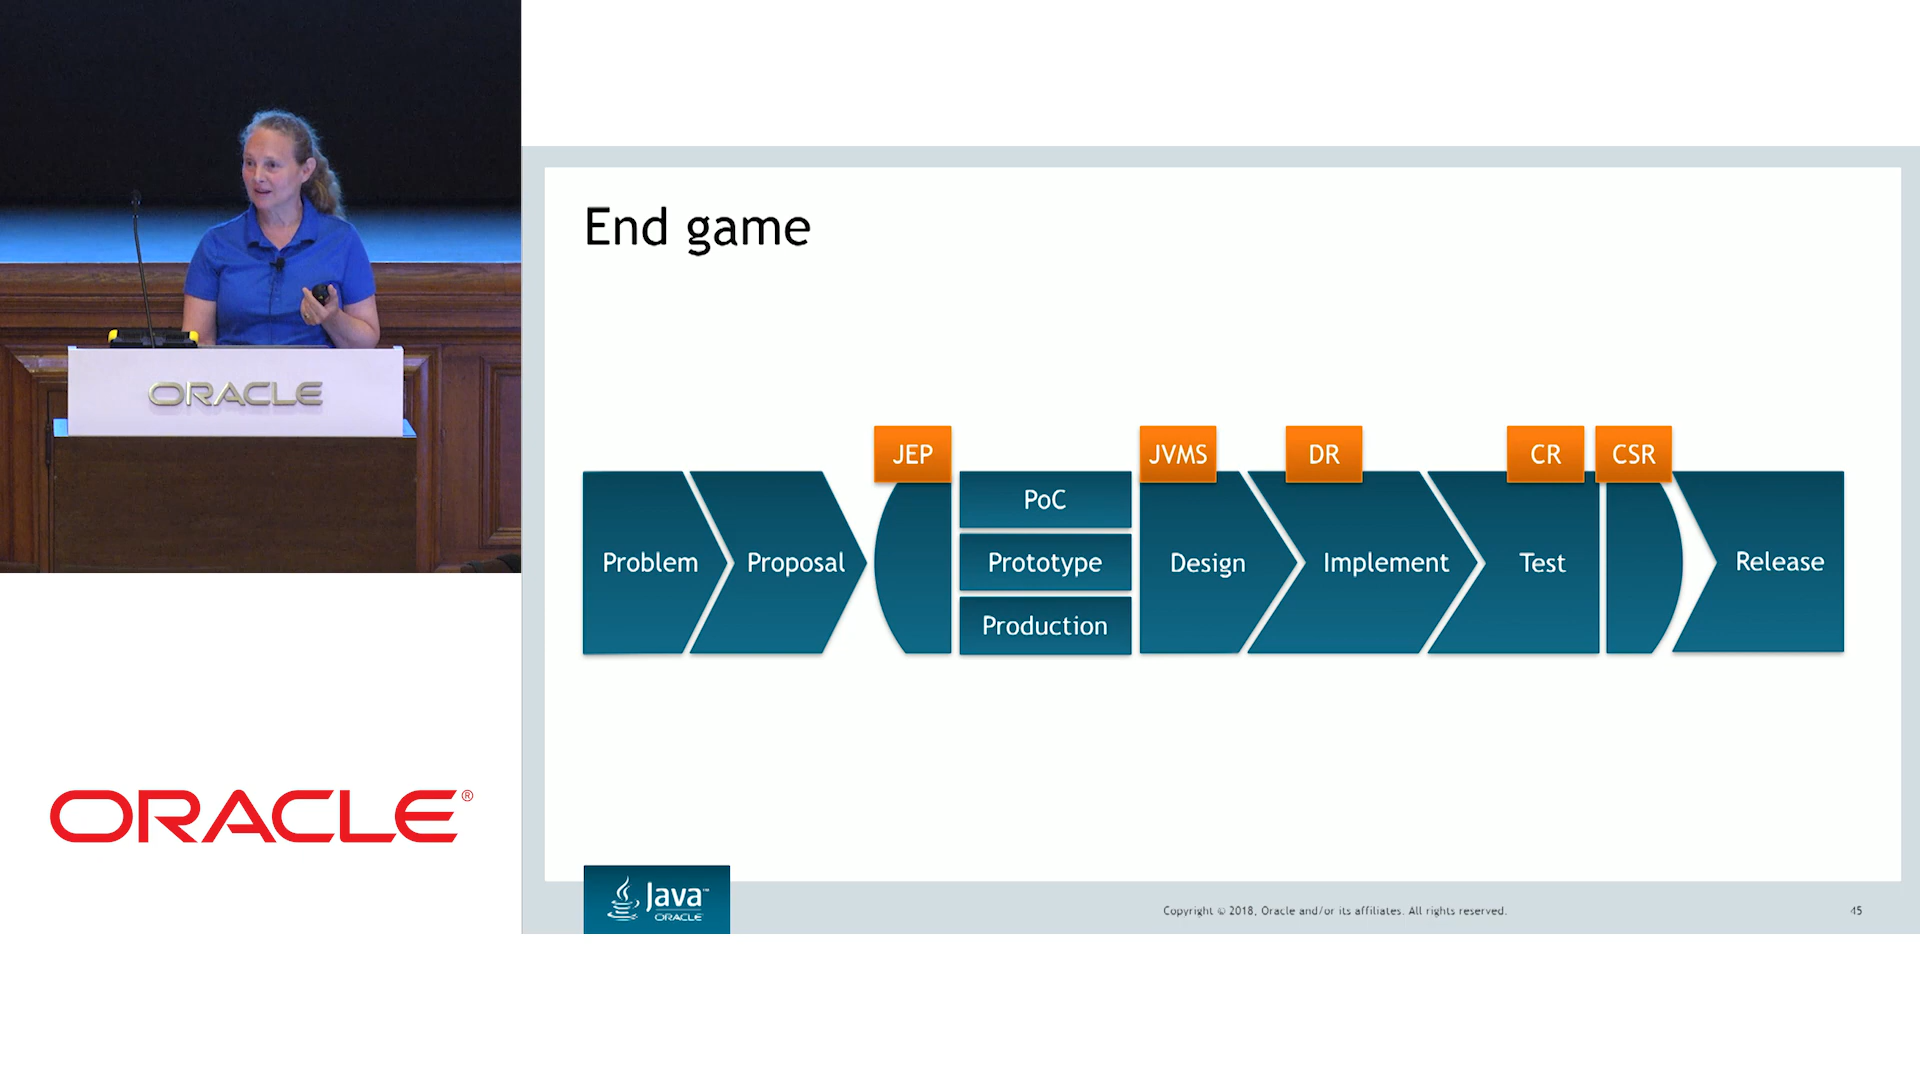 ORACLE
ORACLE®
End game
JEP
JVMS
DR
CR
CSR
Problem
Proposal
PoC
Prototype
Production
Design
Implement
Test
Release
Java™
ORACLE
Copyright © 2018, Oracle and/or its affiliates. All rights reserved.
45